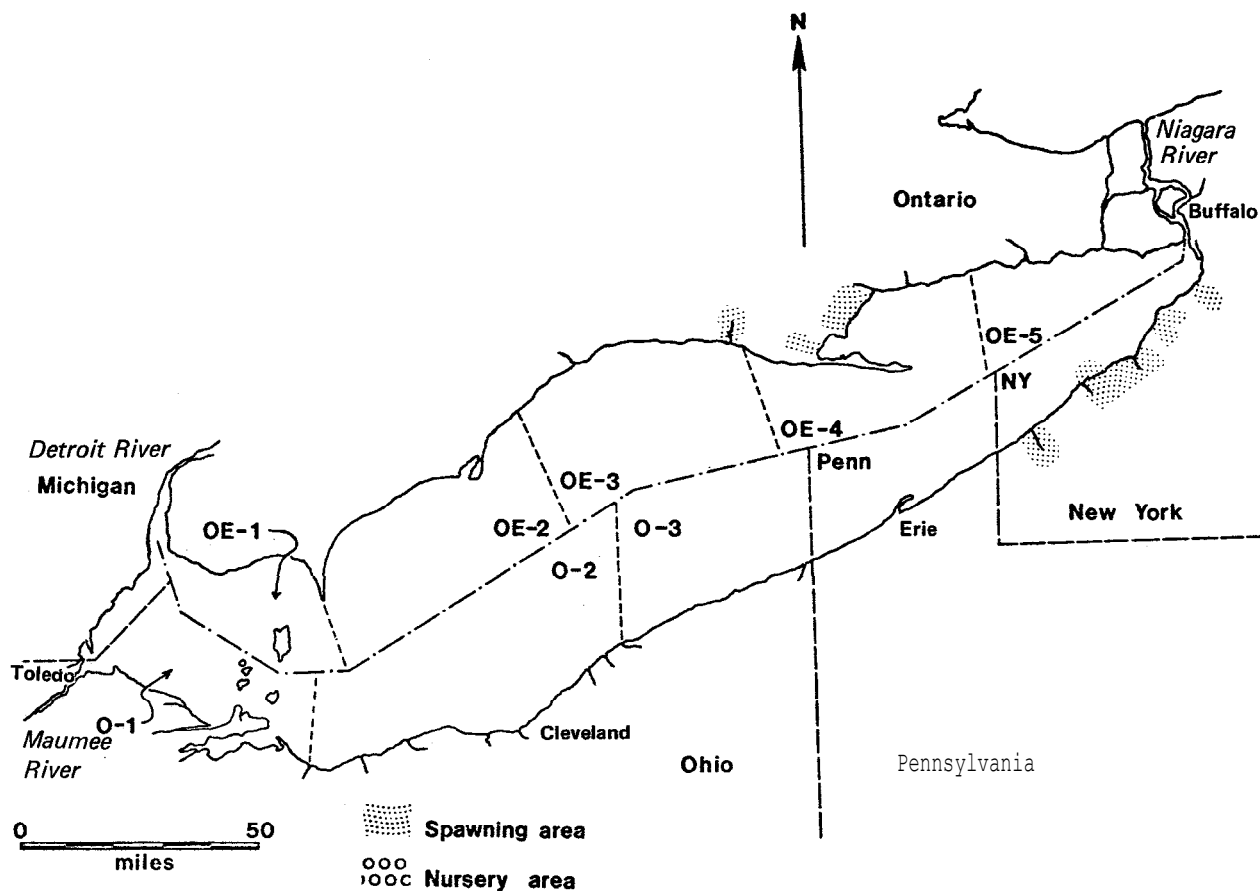 N
Niagara
River
Ontario
Buffalo
OE-5
NY
OE-4
Penn
Detroit River
Michigan
OE-3
OE-1
OE-2
O-3
New York
Erie
O-2
Toledo
O-1
Maumee
River
Cleveland
Ohio
Pennsylvania
0 50
miles
Spawning area
Nursery area